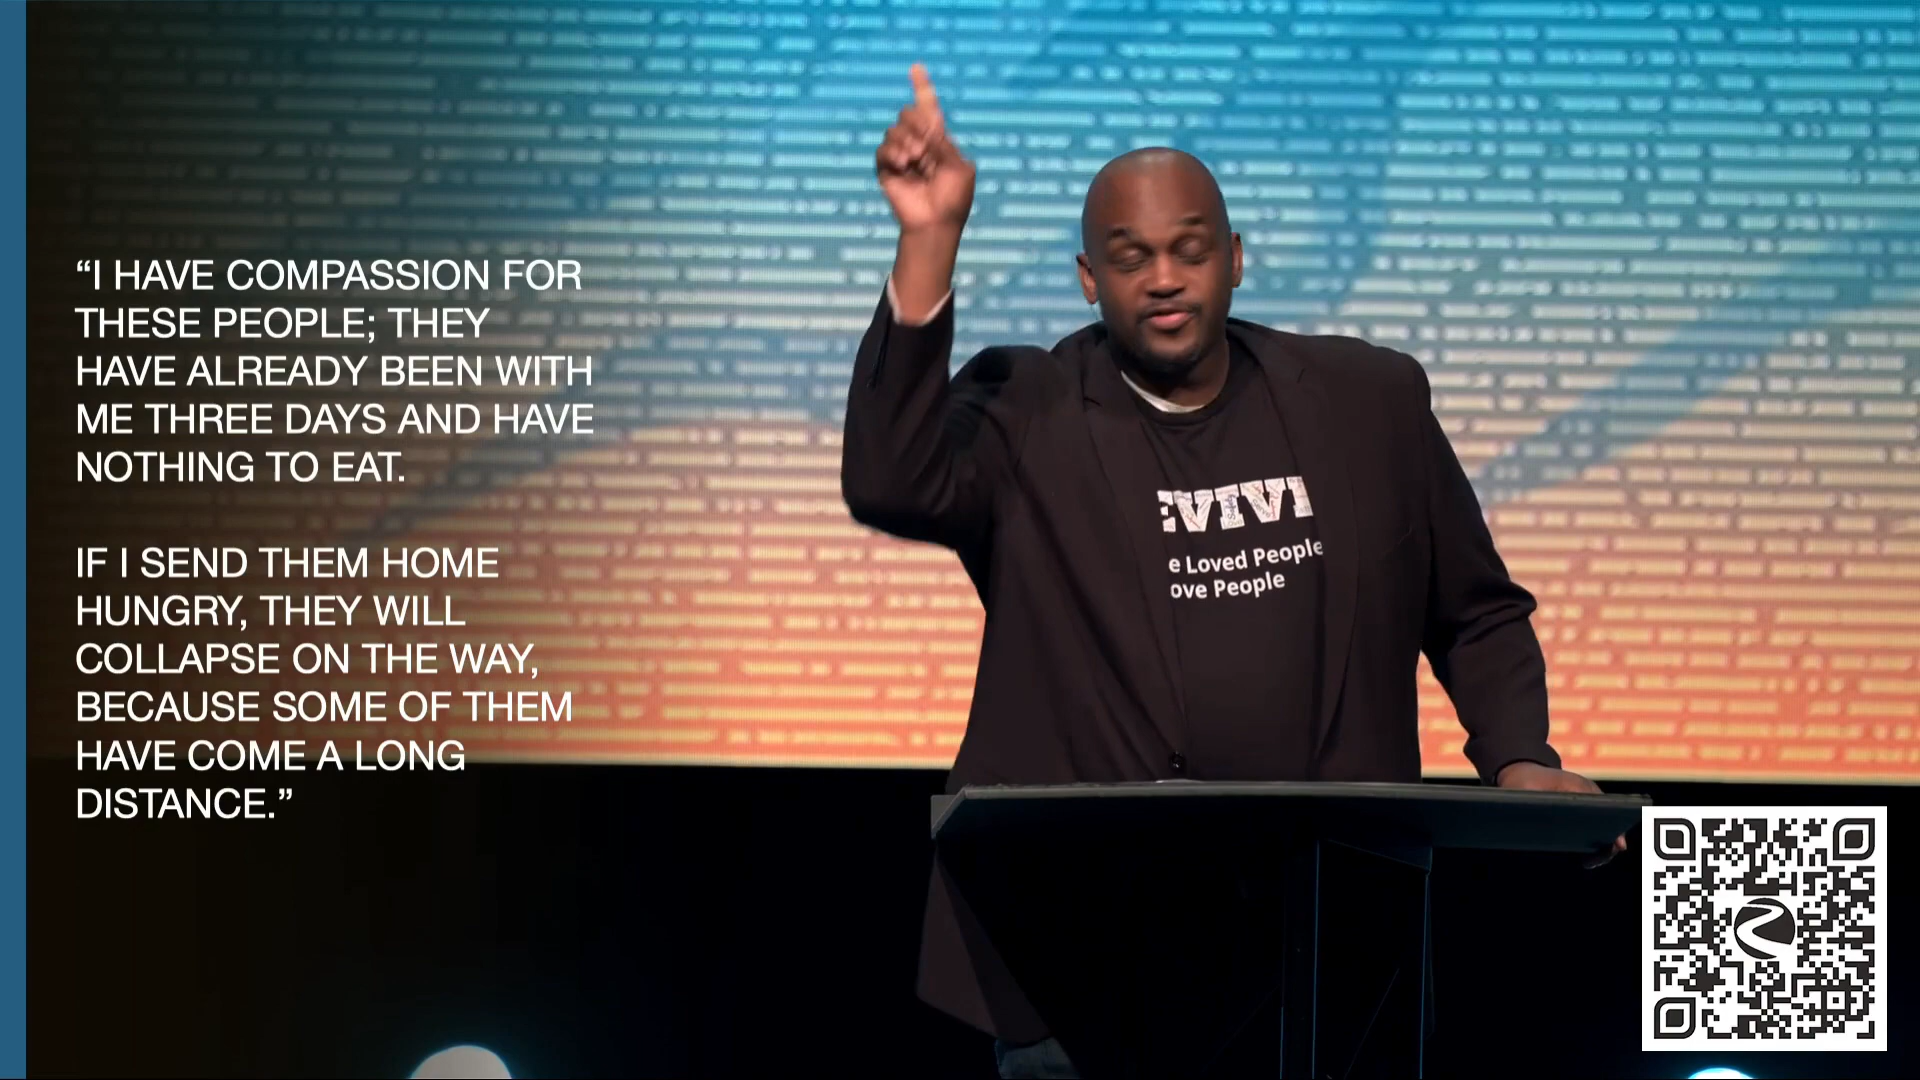 “I HAVE COMPASSION FOR
THESE PEOPLE; THEY
HAVE ALREADY BEEN WITH
ME THREE DAYS AND HAVE
NOTHING TO EAT.
IF I SEND THEM HOME
HUNGRY, THEY WILL
COLLAPSE ON THE WAY,
BECAUSE SOME OF THEM
HAVE COME A LONG
DISTANCE.”
EVIVI
e Loved People
ove People